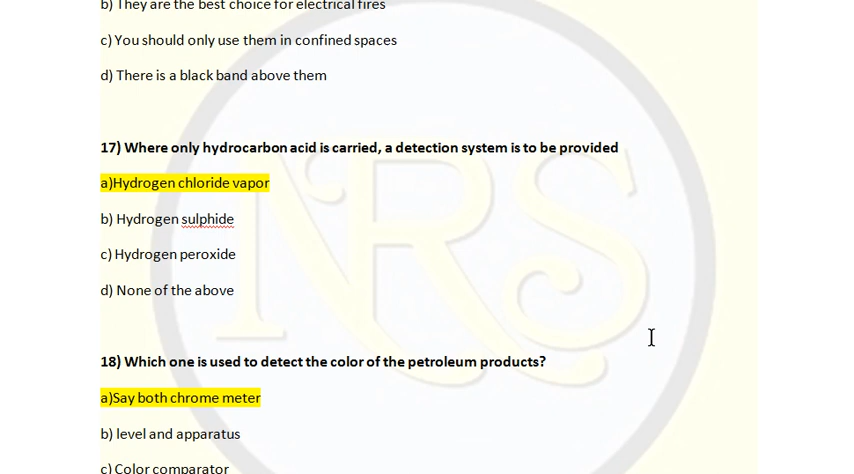 b) They are the best choice for electrical fires
c) You should only use them in confined spaces
d) There is a black band above them
17) Where only hydrocarbon acid is carried, a detection system is to be provided
a)Hydrogen chloride vapor
b) Hydrogen sulphide
c) Hydrogen peroxide
d) None of the above
18) Which one is used to detect the color of the petroleum products?
a)Say both chrome meter
b) level and apparatus
c) Color comparator
NRS